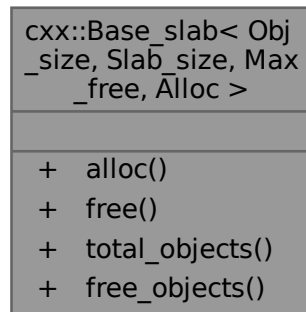 cxx::Base_slab< Obj
_size, Slab_size, Max
_free, Alloc >
+ alloc()
+ free()
+ total_objects()
+ free_objects()